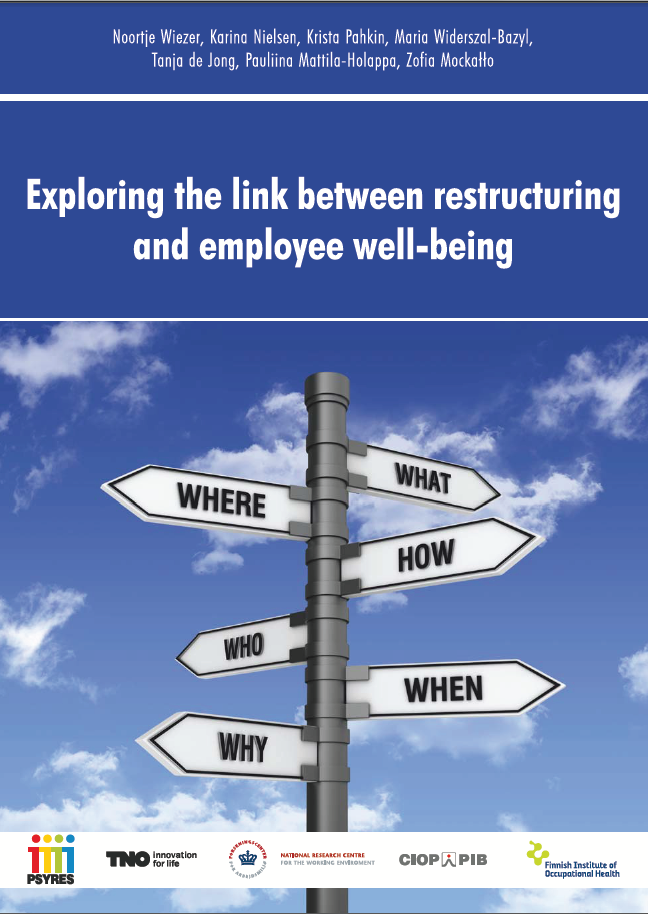 Noortje Wiezer, Karina Nielsen, Krista Pahkin, Maria Widerszal-Bazyl,
Tanja de Jong, Pauliina Mattila-Holappa, Zofia Mockałło
Exploring the link between restructuring
and employee well-being
WHAT
WHERE
HOW
WHO
WHEN
WHY
PSYRES
TNO innovation
for life
NATIONAL RESEARCH CENTRE
FOR THE WORKING ENVIROMENT
CIOP PIB
Finnish Institute of
Occupational Health